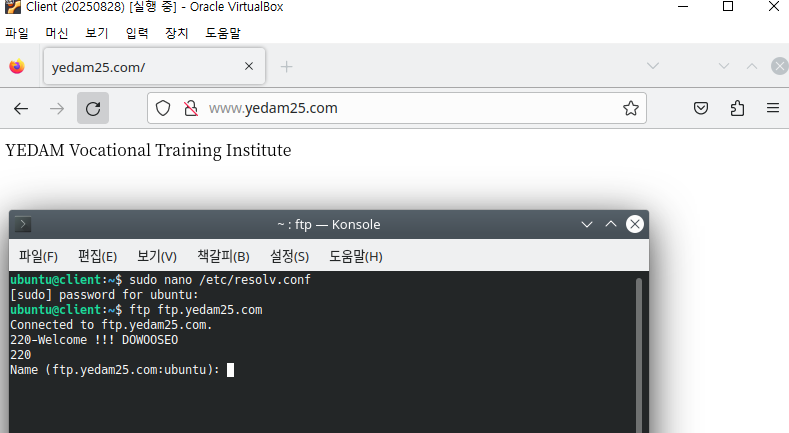 Client (20250828) [실행 중] - Oracle VirtualBox
파일 머신 보기 입력 장치 도움말
yedam25.com/
www.yedam25.com
YEDAM Vocational Training Institute
~ : ftp — Konsole
파일(F) 편집(E) 보기(V) 책갈피(B) 설정(S) 도움말(H)
ubuntu@client:~$ sudo nano /etc/resolv.conf
[sudo] password for ubuntu:
ubuntu@client:~$ ftp ftp.yedam25.com
Connected to ftp.yedam25.com.
220-Welcome !!! DOWOOSEO
220
Name (ftp.yedam25.com:ubuntu):